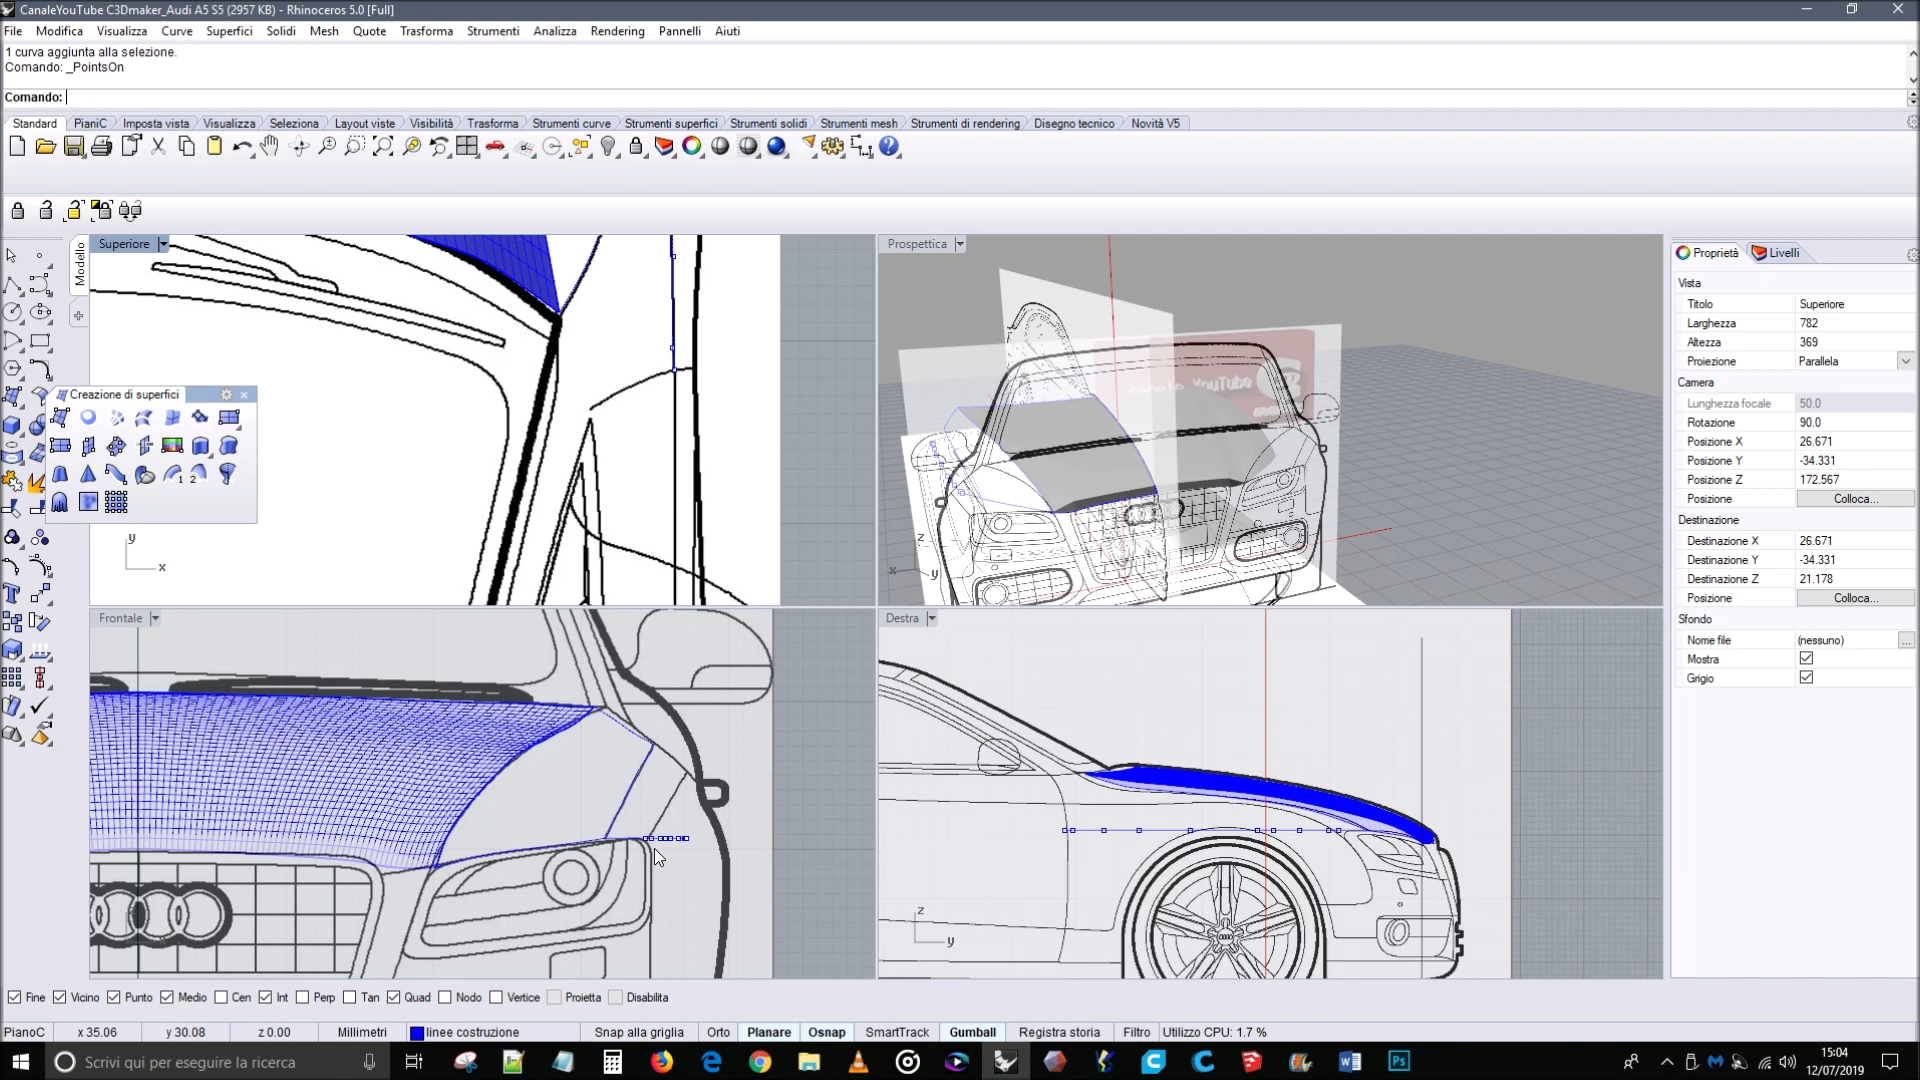 CanaleYouTube C3Dmaker_Audi A5 S5 (2957 KB) - Rhinoceros 5.0 [Full]
File Modifica Visualizza Curve Superfici Solidi Mesh Quote Trasforma Strumenti Analizza Rendering Pannelli Aiuti
1 curva aggiunta alla selezione.
Comando: _PointsOn
Comando:
Standard PianiC Imposta vista Visualizza Seleziona Layout viste Visibilità Trasforma Strumenti curve Strumenti superfici Strumenti solidi Strumenti mesh Strumenti di rendering Disegno tecnico Novità V5
Modello
Superiore
Prospettica
Proprietà Livelli
Vista
Titolo Superiore
Larghezza 782
Altezza 369
Proiezione Parallela
Camera
Lunghezza focale 50.0
Rotazione 90.0
Posizione X 26.671
Posizione Y -34.331
Posizione Z 172.567
Posizione Colloca...
Destinazione
Destinazione X 26.671
Destinazione Y -34.331
Destinazione Z 21.178
Posizione Colloca...
Sfondo
Nome file (nessuno) ...
Mostra
Grigio
Creazione di superfici
1 2
y
x
z
x
y
YouTube
Frontale
Destra
z
y
Fine Vicino Punto Medio Cen Int Perp Tan Quad Nodo Vertice Proietta Disabilita
PianoC x 35.06 y 30.08 z 0.00 Millimetri linee costruzione Snap alla griglia Orto Planare Osnap SmartTrack Gumball Registra storia Filtro Utilizzo CPU: 1.7 %
Scrivi qui per eseguire la ricerca
15:04
12/07/2019